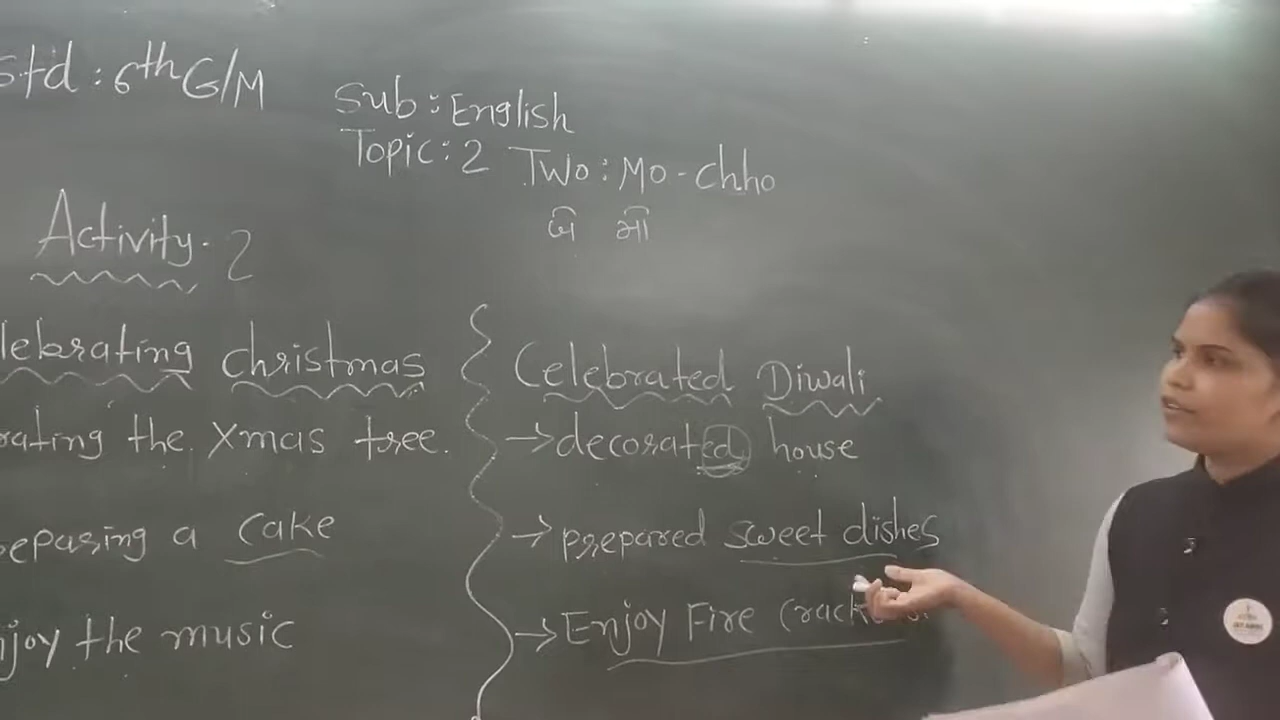 Std : 6th G/M
Sub : English
Topic : 2 Two : Mo - Chho
Activity. 2
lebrating christmas
rating the Xmas tree.
eparing a cake
njoy the music
Celebrated Diwali
→ decorated house
→ prepared sweet dishes
→ Enjoy Fire Crack